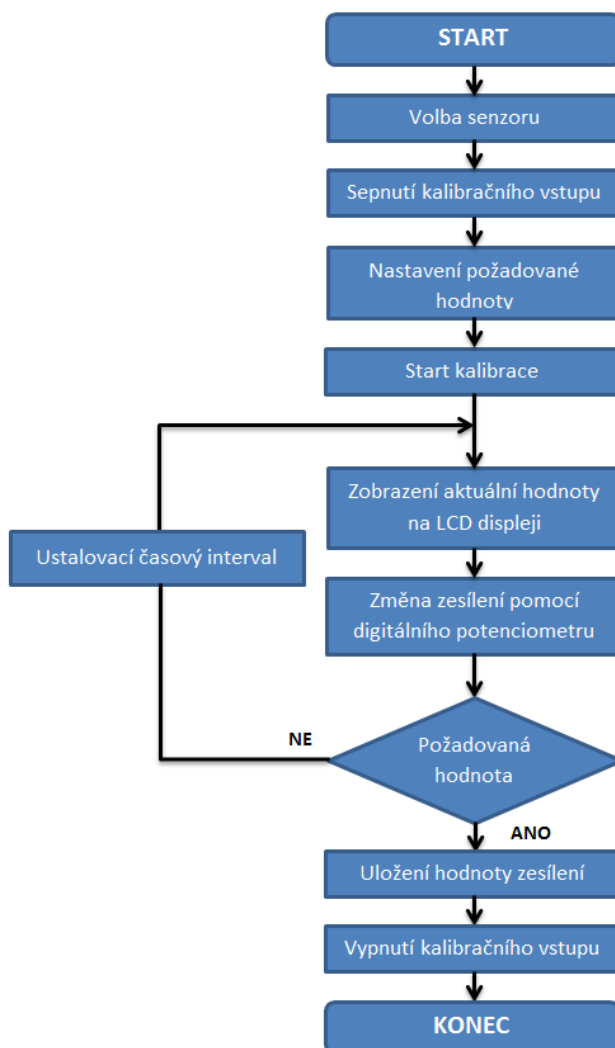 START
Volba senzoru
Sepnutí kalibračního vstupu
Nastavení požadované
hodnoty
Start kalibrace
Zobrazení aktuální hodnoty
na LCD displeji
Ustalovací časový interval
Změna zesílení pomocí
digitálního potenciometru
NE
Požadovaná
hodnota
ANO
Uložení hodnoty zesílení
Vypnutí kalibračního vstupu
KONEC